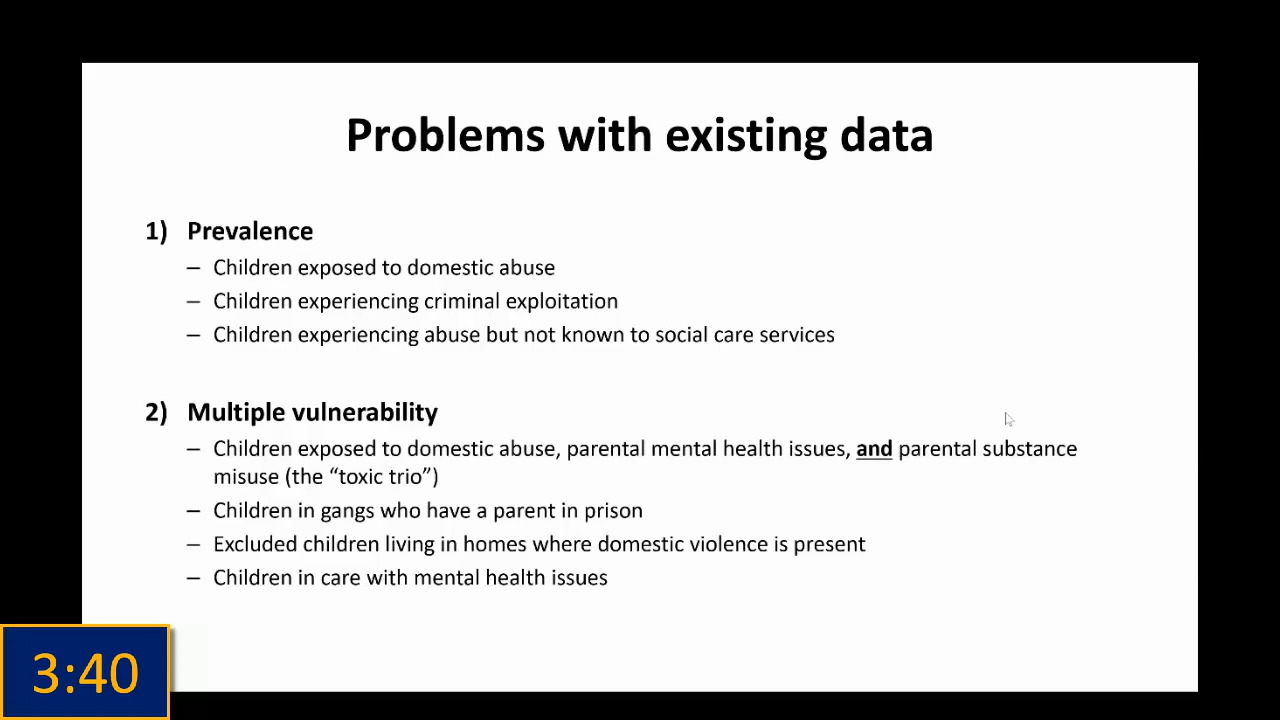 Problems with existing data
1) Prevalence
– Children exposed to domestic abuse
– Children experiencing criminal exploitation
– Children experiencing abuse but not known to social care services
2) Multiple vulnerability
– Children exposed to domestic abuse, parental mental health issues, and parental substance
misuse (the “toxic trio”)
– Children in gangs who have a parent in prison
– Excluded children living in homes where domestic violence is present
– Children in care with mental health issues
3:40